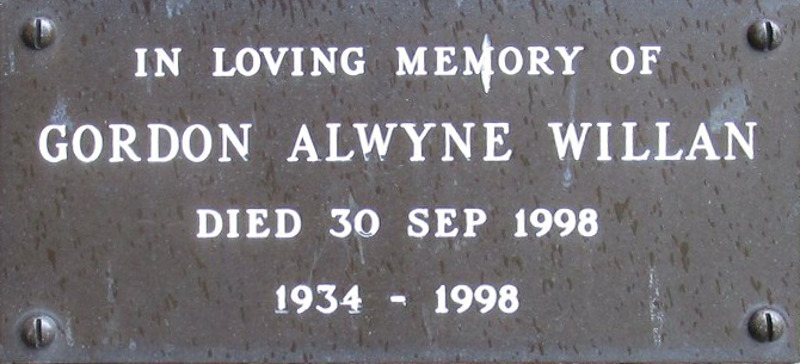 IN LOVING MEMORY OF
GORDON ALWYNE WILLAN
DIED 30 SEP 1998
1934 - 1998